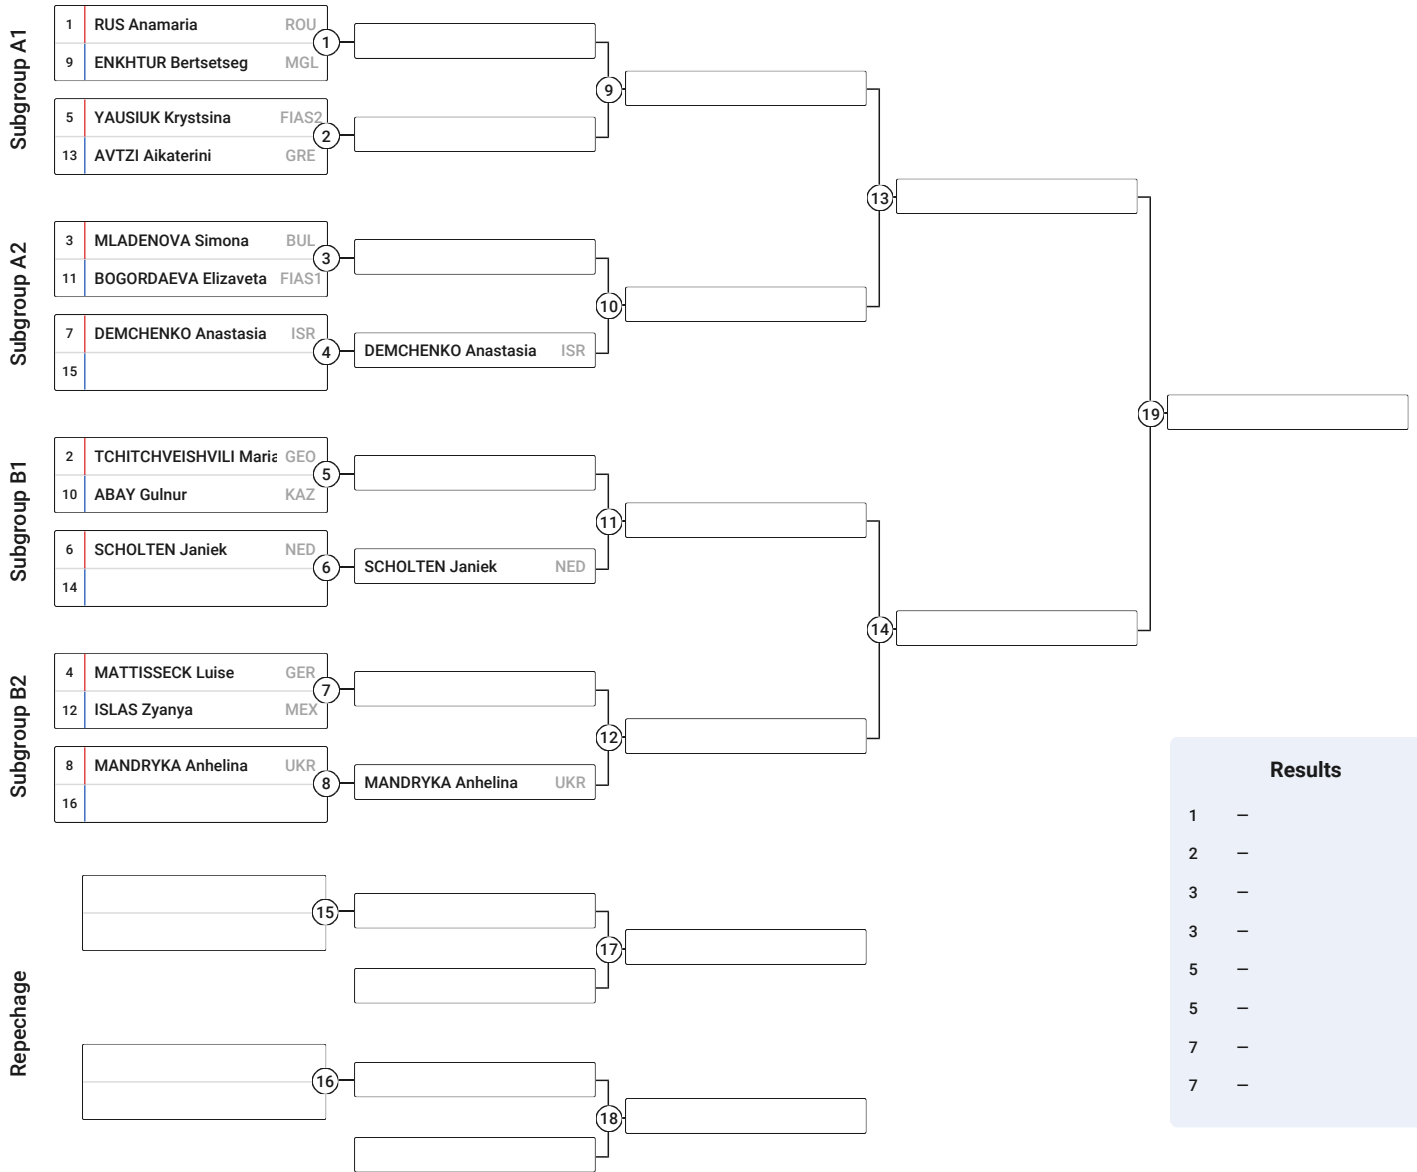 Subgroup A1
1 RUS Anamaria ROU
9 ENKHTUR Bertsetseg MGL
1
5 YAUSIUK Krystsina FIAS2
13 AVTZI Aikaterini GRE
2
9
Subgroup A2
3 MLADENOVA Simona BUL
11 BOGORDAEVA Elizaveta FIAS1
3
7 DEMCHENKO Anastasia ISR
15
4
DEMCHENKO Anastasia ISR
10
13
Subgroup B1
2 TCHITCHVEISHVILI Maria GEO
10 ABAY Gulnur KAZ
5
6 SCHOLTEN Janiek NED
14
6
SCHOLTEN Janiek NED
11
Subgroup B2
4 MATTISSECK Luise GER
12 ISLAS Zyanya MEX
7
8 MANDRYKA Anhelina UKR
16
8
MANDRYKA Anhelina UKR
12
14
19
Repechage
15
17
16
18
Results
1 –
2 –
3 –
3 –
5 –
5 –
7 –
7 –